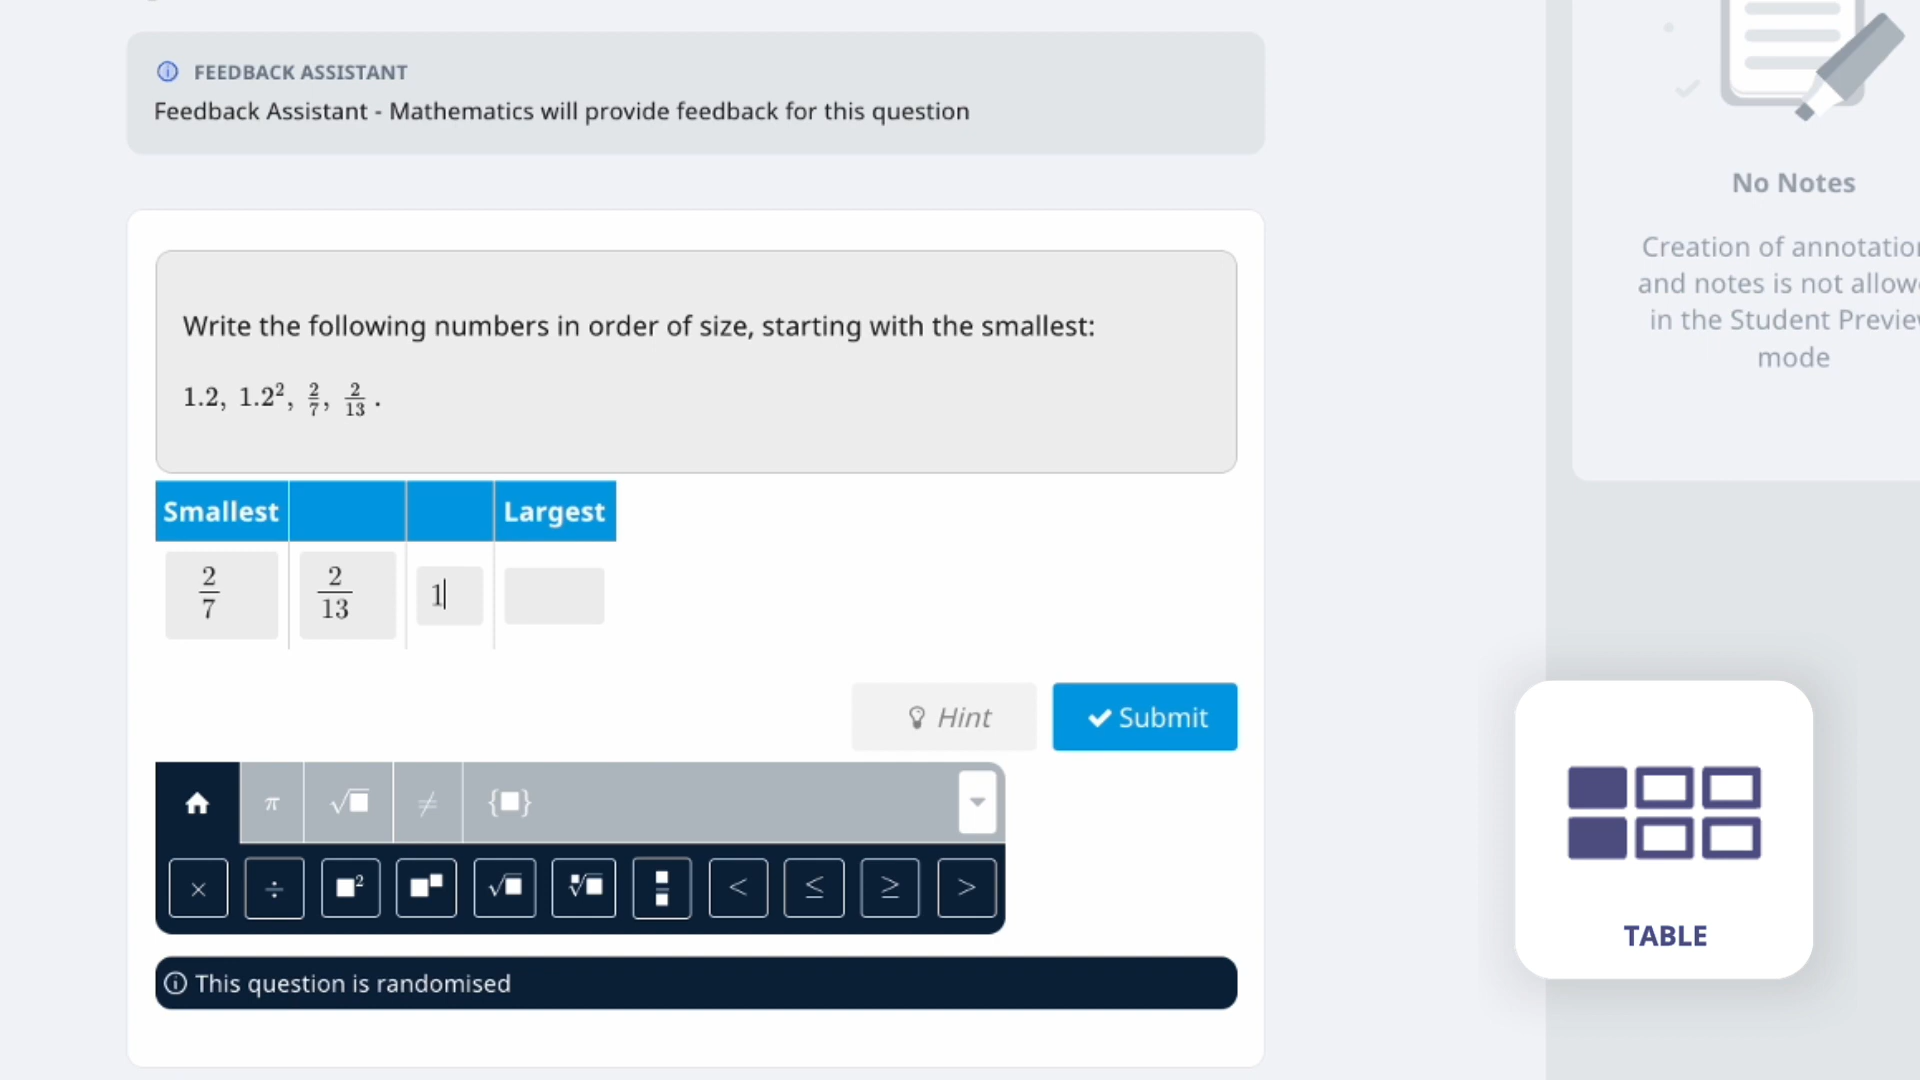 FEEDBACK ASSISTANT
Feedback Assistant - Mathematics will provide feedback for this question
No Notes
Creation of annotation
and notes is not allow
in the Student Preview
mode
Write the following numbers in order of size, starting with the smallest:
1.2, 1.2², 2/7, 2/13 .
Smallest Largest
2/7 2/13 1
Hint Submit
π √■ ≠ {■}
× ÷ ■² ■^■ √■ ■√■ ■/■ < ≤ ≥ >
TABLE
This question is randomised